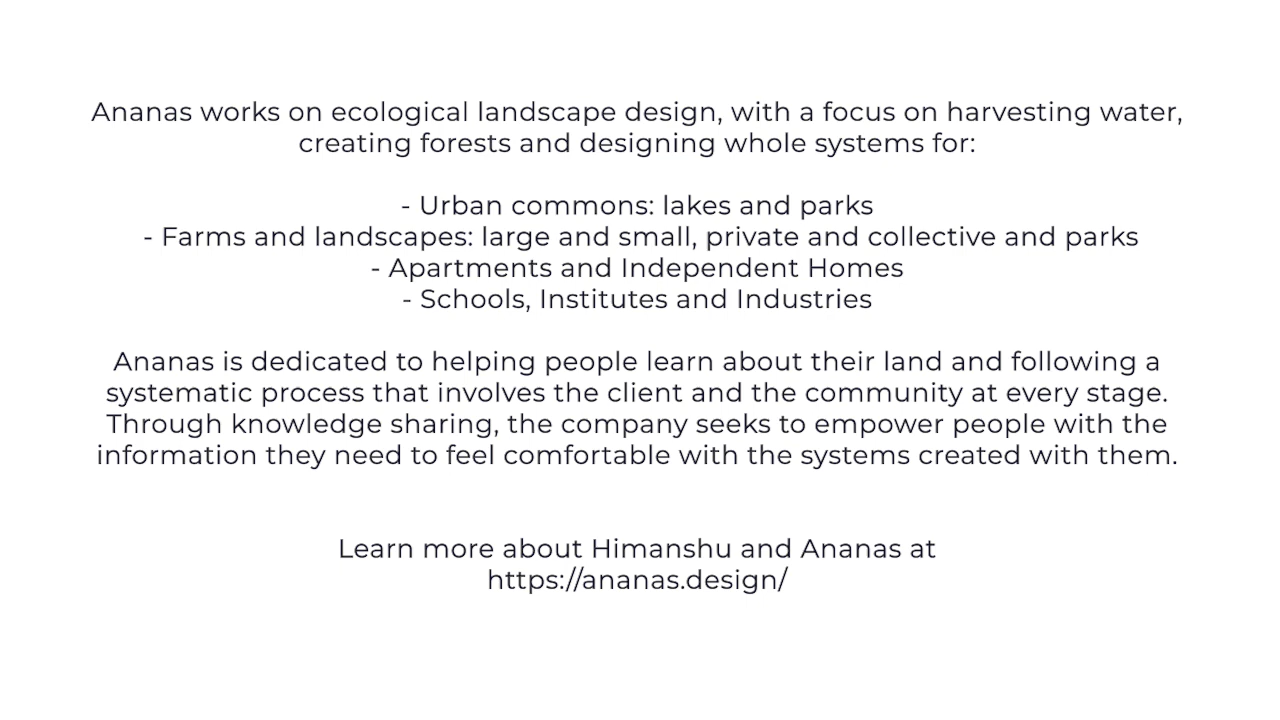 Ananas works on ecological landscape design, with a focus on harvesting water,
creating forests and designing whole systems for:
- Urban commons: lakes and parks
- Farms and landscapes: large and small, private and collective and parks
- Apartments and Independent Homes
- Schools, Institutes and Industries
Ananas is dedicated to helping people learn about their land and following a
systematic process that involves the client and the community at every stage.
Through knowledge sharing, the company seeks to empower people with the
information they need to feel comfortable with the systems created with them.
Learn more about Himanshu and Ananas at
https://ananas.design/